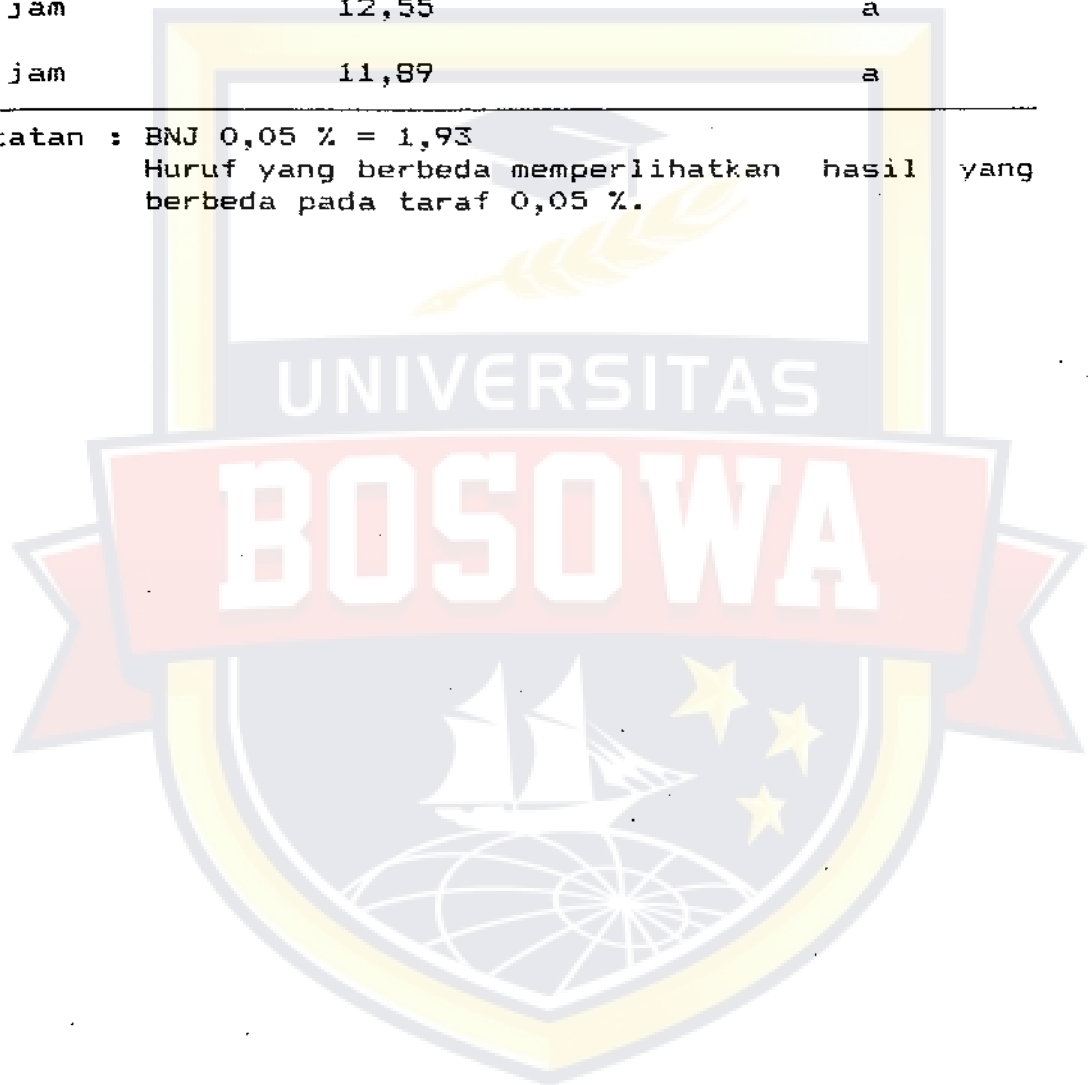 jam 12,55 a
jam 11,89 a
tatan : BNJ 0,05 % = 1,93
Huruf yang berbeda memperlihatkan hasil yang
berbeda pada taraf 0,05 %.
UNIVERSITAS
BOSOWA